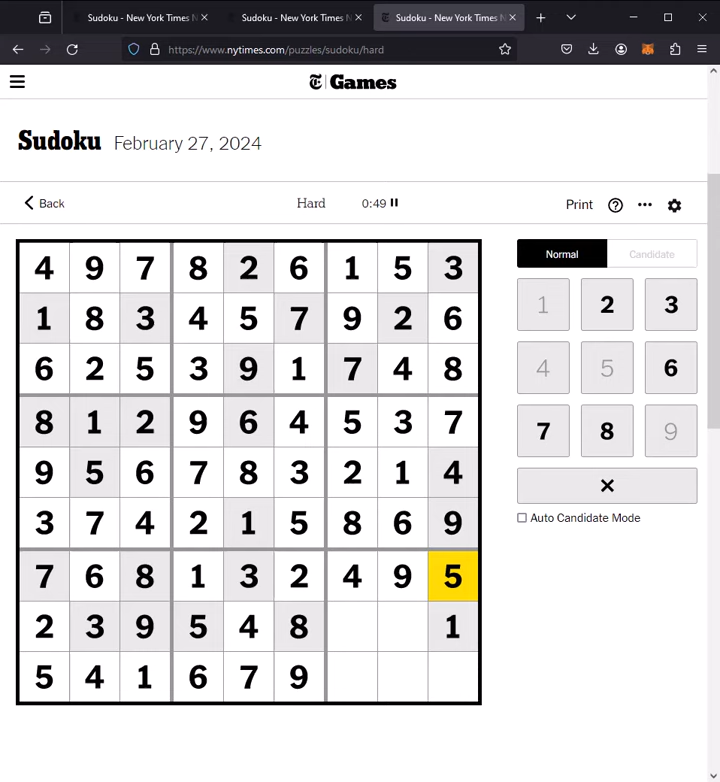 Sudoku - New York Times N
Sudoku - New York Times N
Sudoku - New York Times N
https://www.nytimes.com/puzzles/sudoku/hard
T Games
Sudoku February 27, 2024
Back Hard 0:49 Print
4 9 7 8 2 6 1 5 3
1 8 3 4 5 7 9 2 6
6 2 5 3 9 1 7 4 8
8 1 2 9 6 4 5 3 7
9 5 6 7 8 3 2 1 4
3 7 4 2 1 5 8 6 9
7 6 8 1 3 2 4 9 5
2 3 9 5 4 8 1
5 4 1 6 7 9
Normal Candidate
1 2 3
4 5 6
7 8 9
Auto Candidate Mode